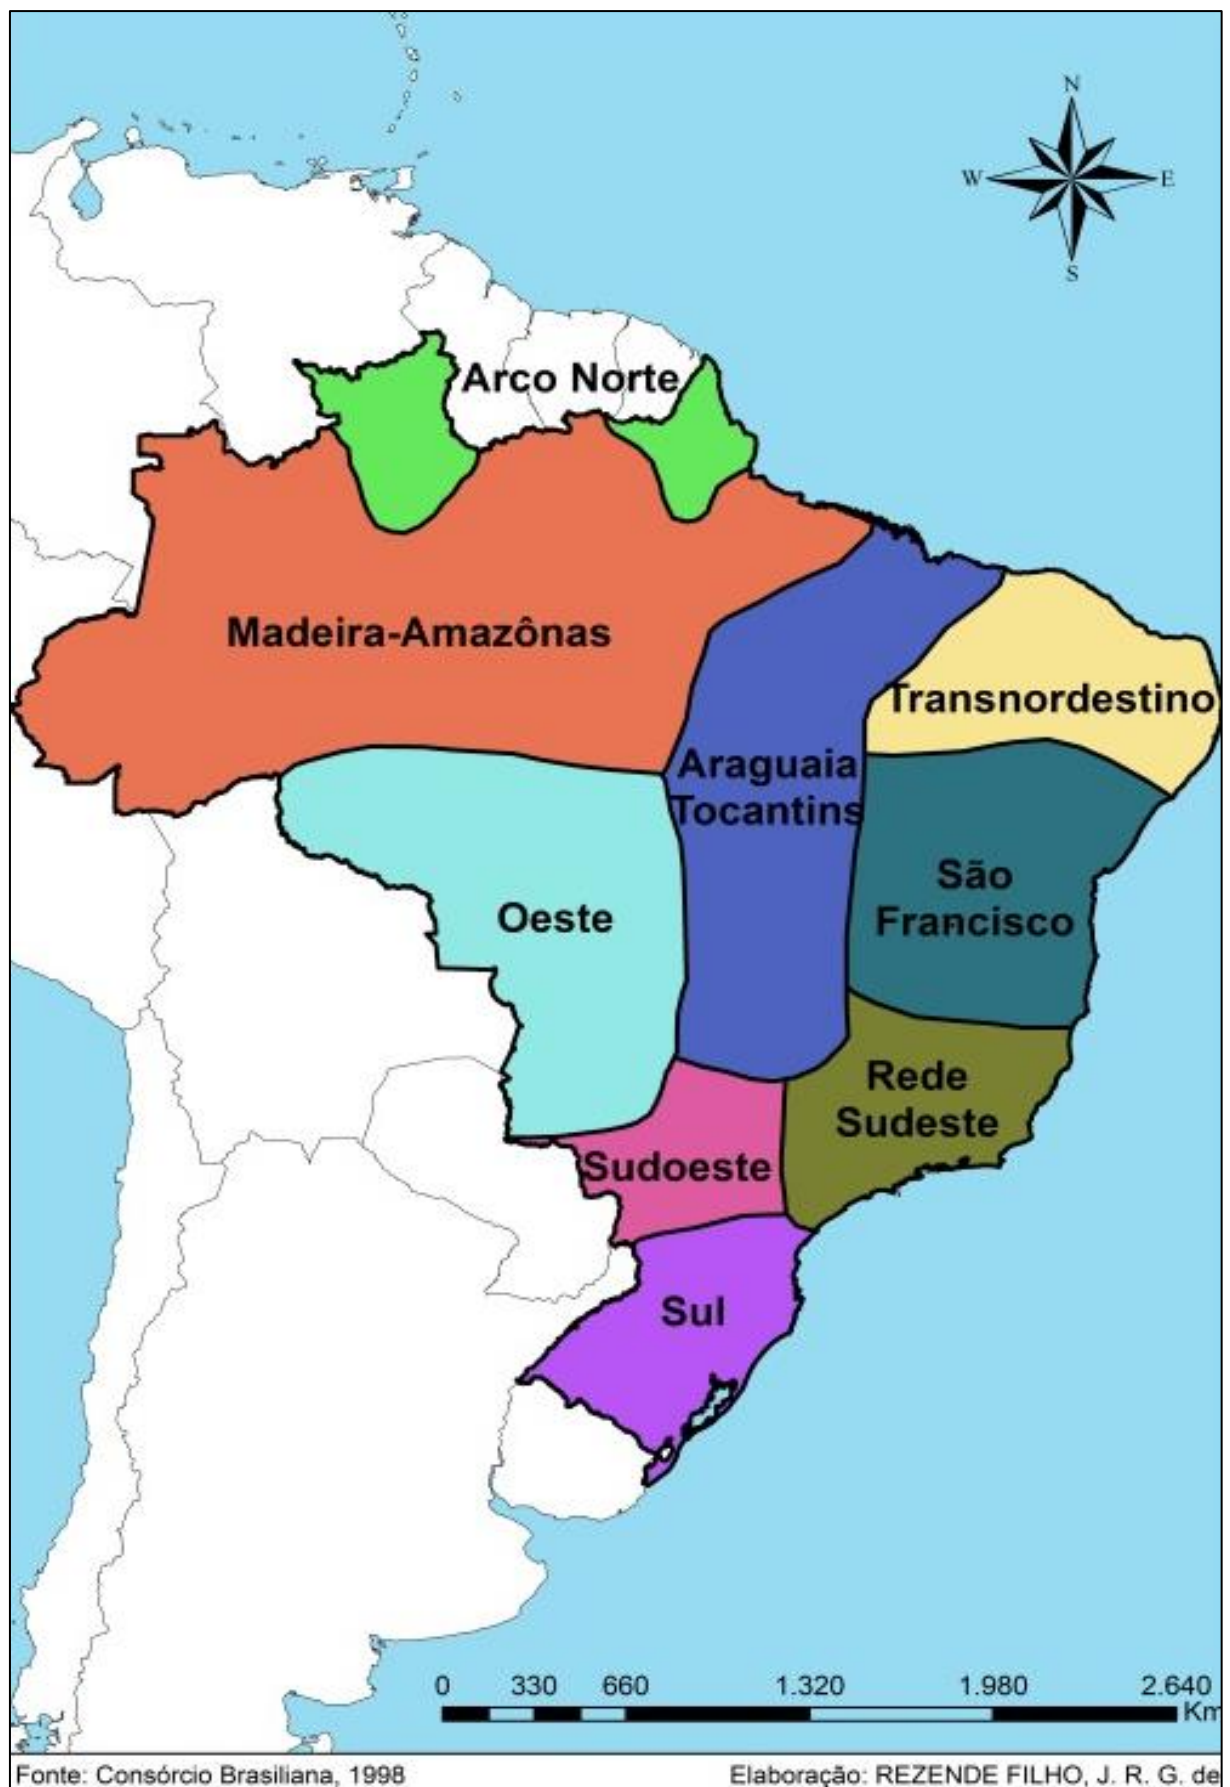 N
W E
S
Arco Norte
Madeira-Amazônas
Transnordestino
Araguaia
Tocantins
São
Francisco
Oeste
Rede
Sudeste
Sudoeste
Sul
0 330 660 1.320 1.980 2.640
Km
Fonte: Consórcio Brasiliana, 1998 Elaboração: REZENDE FILHO, J. R. G. de